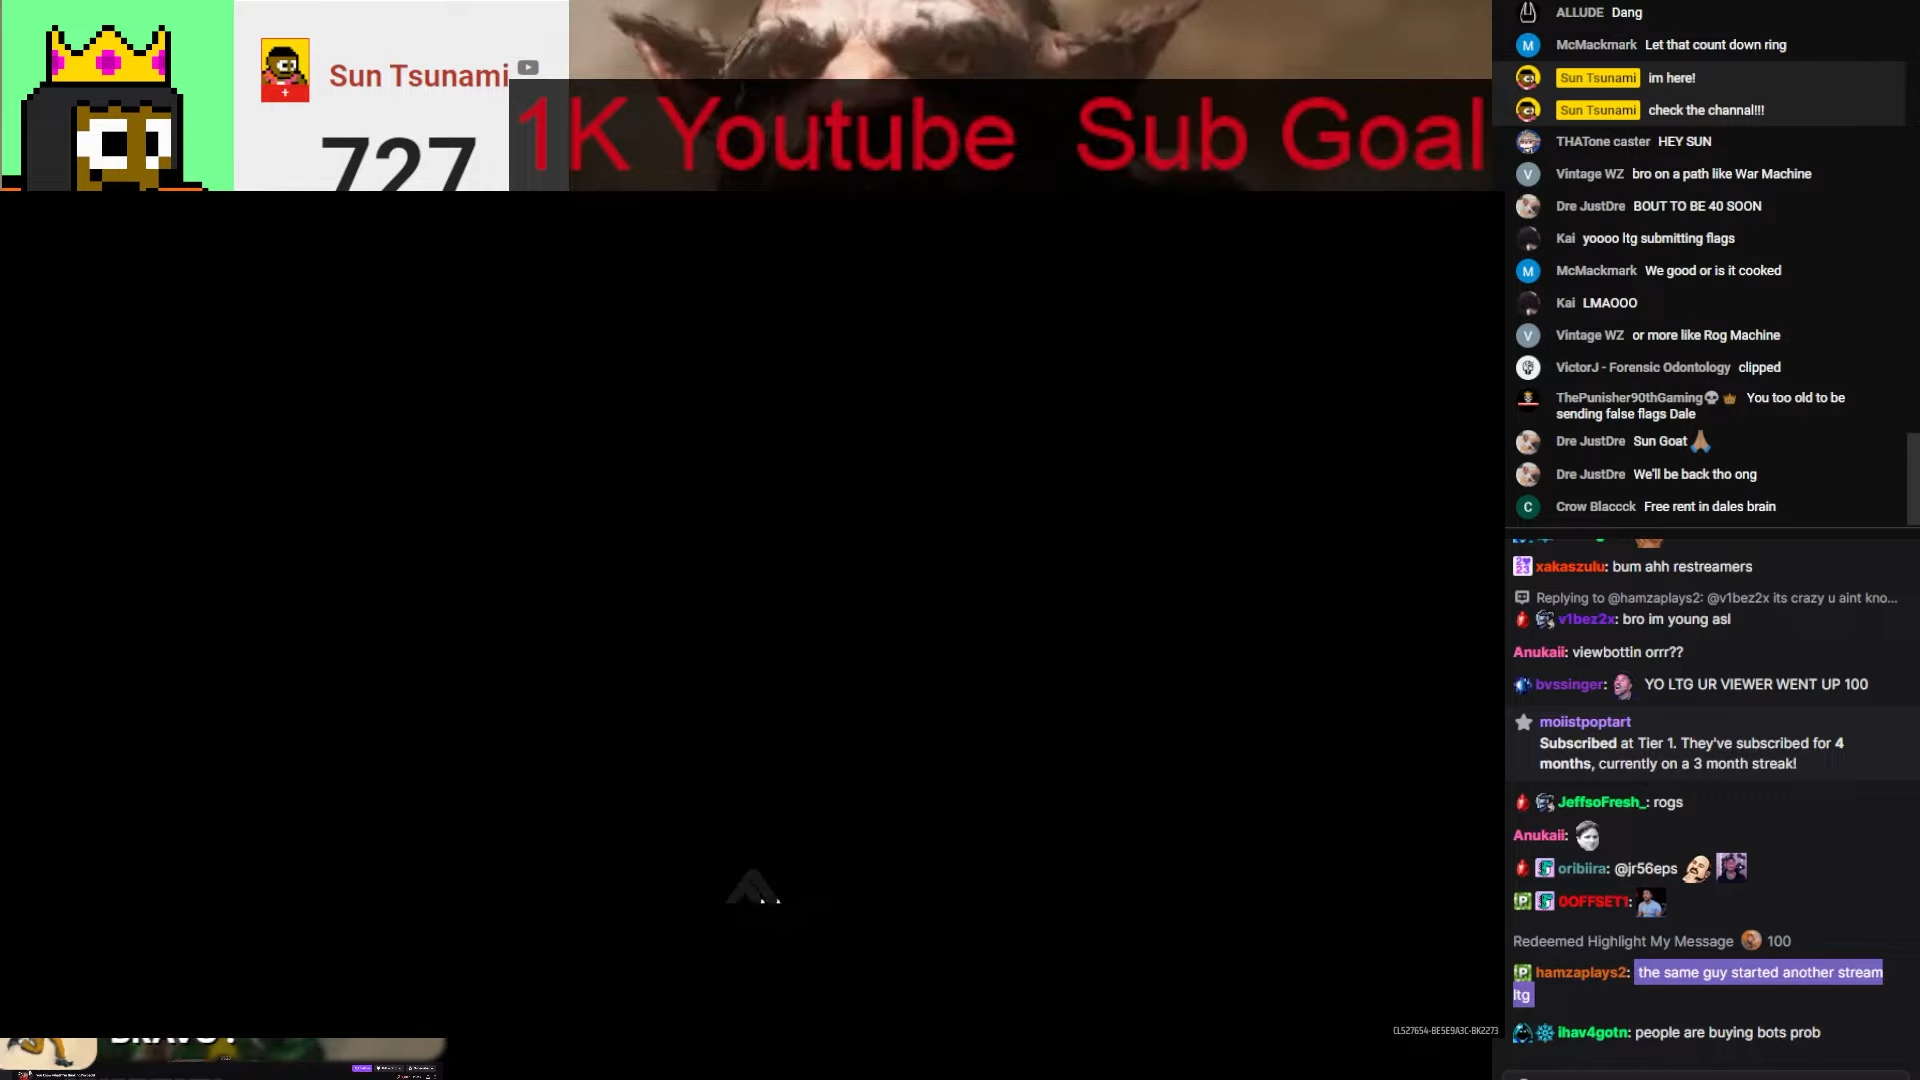 Sun Tsunami
727
1K Youtube Sub Goal
ALLUDE Dang
M McMackmark Let that count down ring
Sun Tsunami im here!
Sun Tsunami check the channel!!!
THATone caster HEY SUN
V Vintage WZ bro on a path like War Machine
Dre JustDre BOUT TO BE 40 SOON
Kai yoooo ltg submitting flags
M McMackmark We good or is it cooked
Kai LMAOOO
V Vintage WZ or more like Rog Machine
VictorJ - Forensic Odontology clipped
ThePunisher90thGaming💀👑 You too old to be
sending false flags Dale
Dre JustDre Sun Goat🙏🏽
Dre JustDre We'll be back tho ong
C Crow Blaccck Free rent in dales brain
xakaszulu: bum ahh restreamers
Replying to @hamzaplays2: @v1bez2x its crazy u aint kno...
v1bez2x: bro im young asl
Anukaii: viewbottin orrr??
bvssinger: YO LTG UR VIEWER WENT UP 100
moiistpoptart
Subscribed at Tier 1. They've subscribed for 4
months, currently on a 3 month streak!
JeffsoFresh_: rogs
Anukaii:
oribiira: @jr56eps
0OFFSET1:
Redeemed Highlight My Message 100
hamzaplays2: the same guy started another stream
ltg
ihav4gotn: people are buying bots prob
CL527654-BE5E9A3C-BK2273